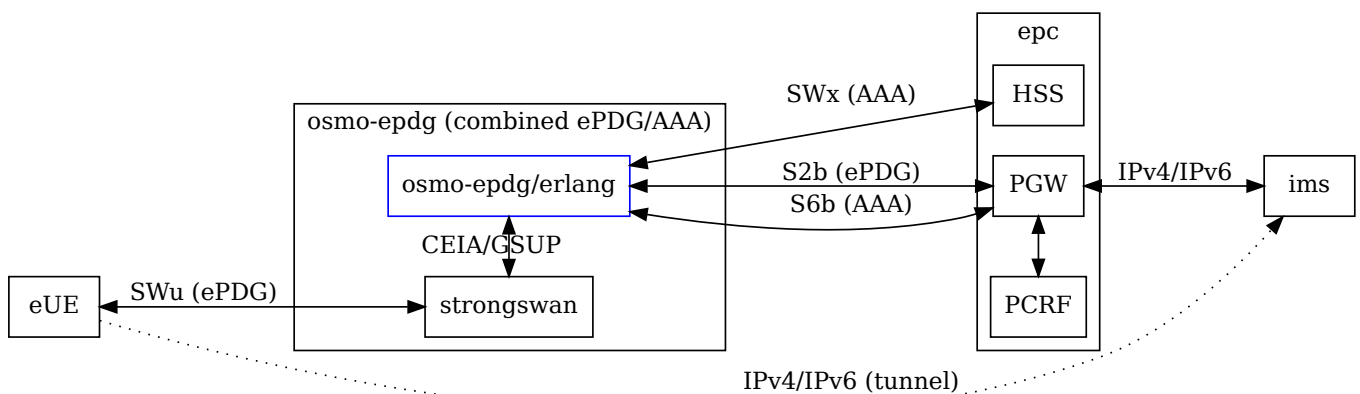 epc
SWx (AAA)
HSS
osmo-epdg (combined ePDG/AAA)
osmo-epdg/erlang
S2b (ePDG)
PGW
IPv4/IPv6
ims
S6b (AAA)
CEIA/GSUP
eUE
SWu (ePDG)
strongswan
PCRF
IPv4/IPv6 (tunnel)